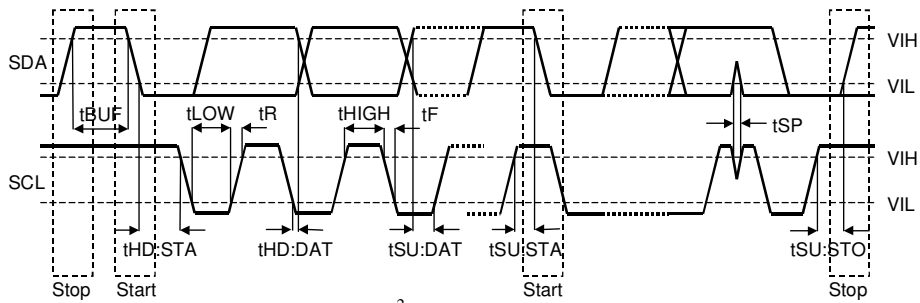 VIH
SDA
VIL
tBUF tLOW tR tHIGH tF tSP
VIH
SCL
VIL
tHD:STA tHD:DAT tSU:DAT tSU:STA tSU:STO
Stop Start Start Stop
2